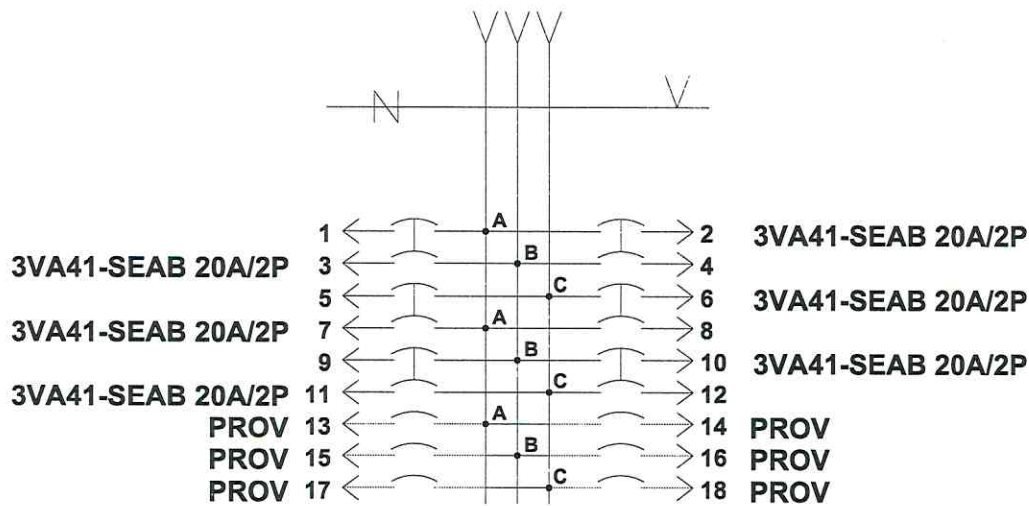 N
1 A 2 3VA41-SEAB 20A/2P
3VA41-SEAB 20A/2P 3 B 4
5 C 6 3VA41-SEAB 20A/2P
3VA41-SEAB 20A/2P 7 A 8
9 B 10 3VA41-SEAB 20A/2P
3VA41-SEAB 20A/2P 11 C 12
PROV 13 A 14 PROV
PROV 15 B 16 PROV
PROV 17 C 18 PROV